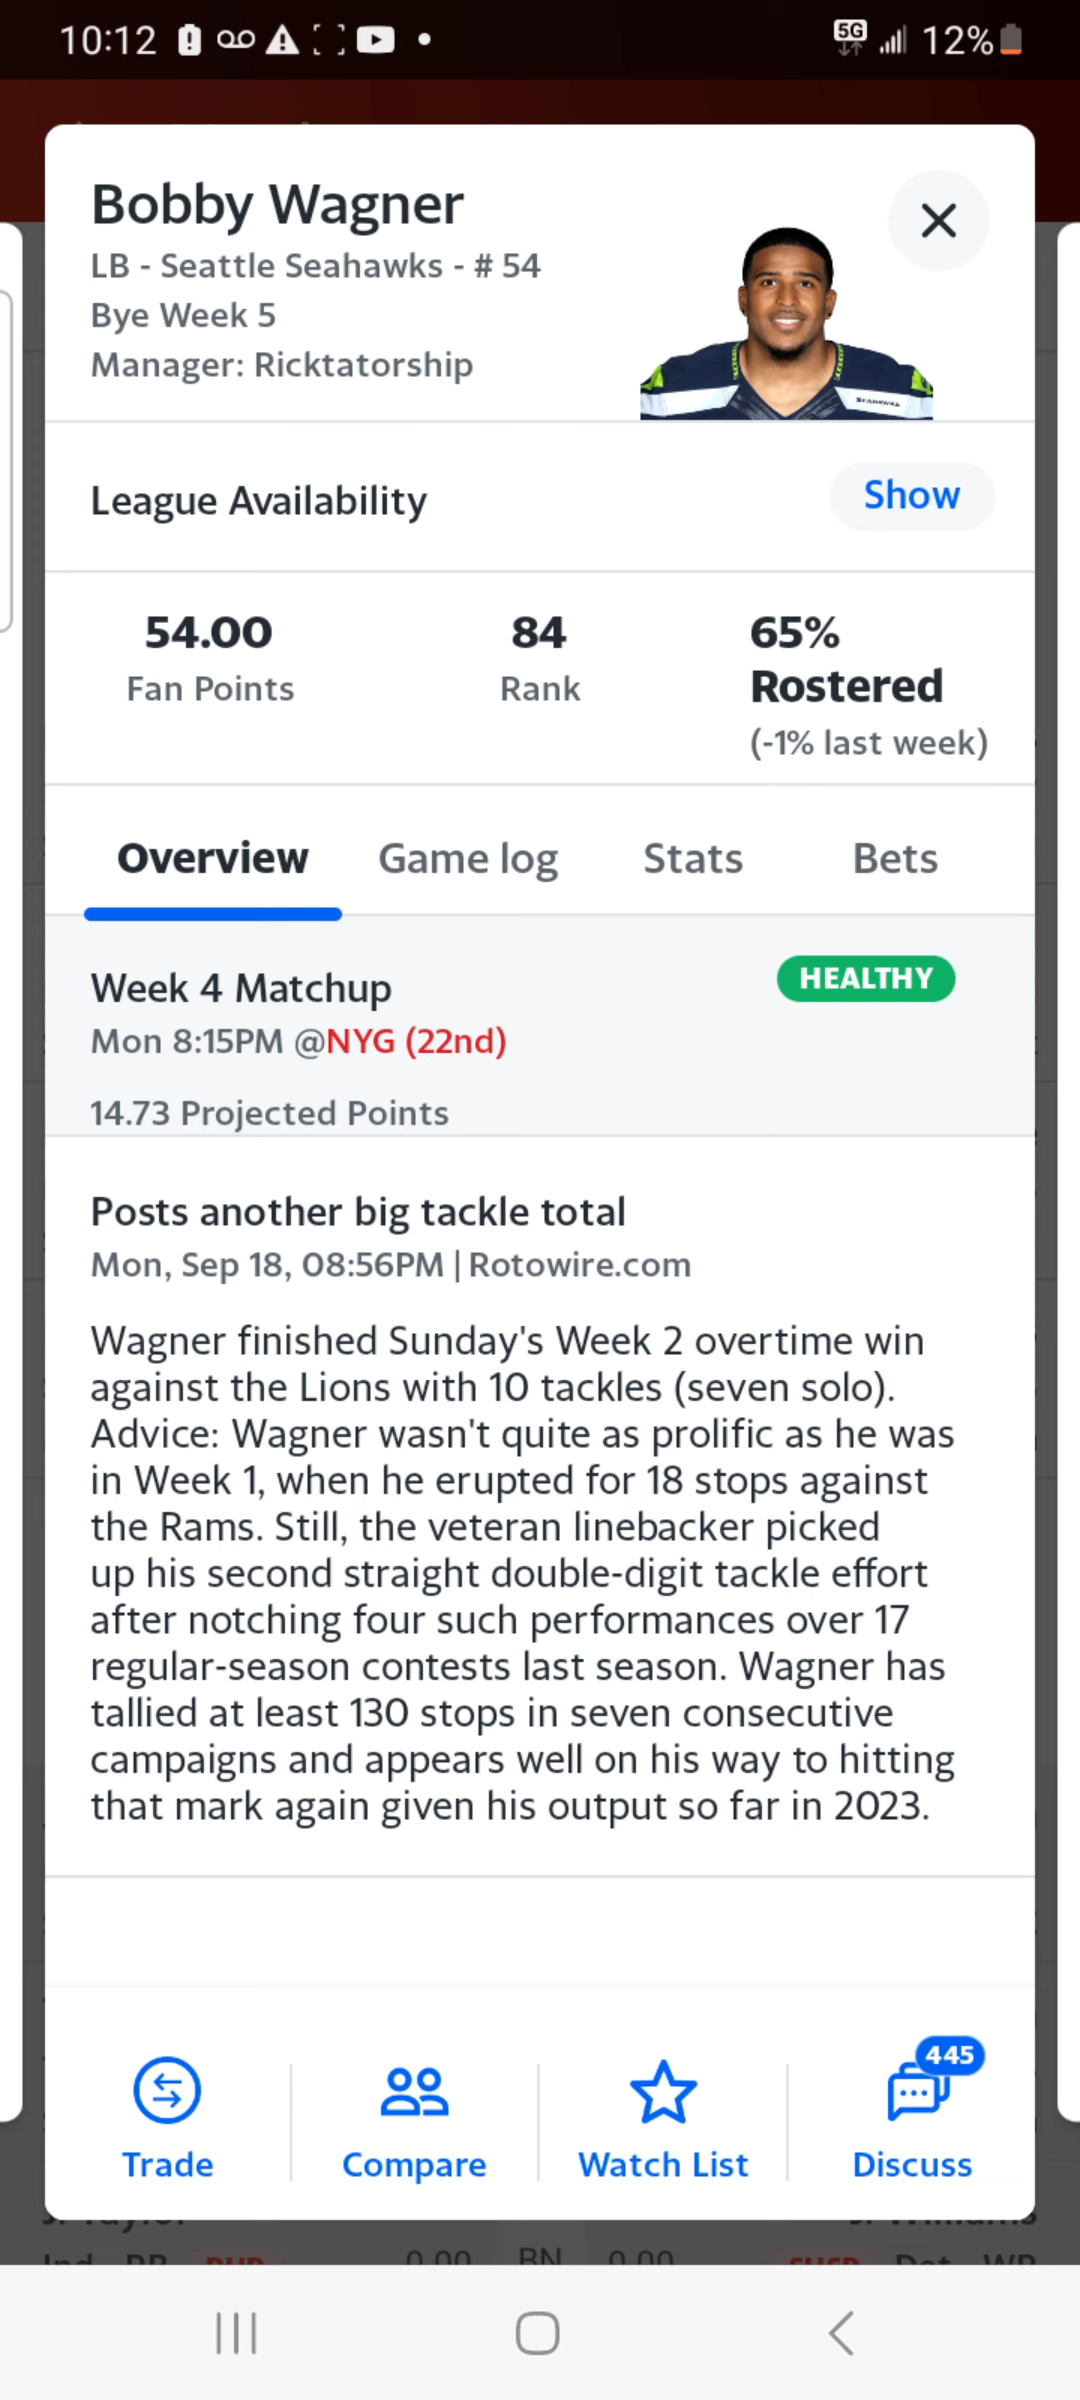 10:12
5G
12%
Bobby Wagner
LB - Seattle Seahawks - # 54
Bye Week 5
Manager: Ricktatorship
League Availability
Show
54.00
Fan Points
84
Rank
65%
Rostered
(-1% last week)
Overview
Game log
Stats
Bets
Week 4 Matchup
HEALTHY
Mon 8:15PM @NYG (22nd)
14.73 Projected Points
Posts another big tackle total
Mon, Sep 18, 08:56PM | Rotowire.com
Wagner finished Sunday's Week 2 overtime win
against the Lions with 10 tackles (seven solo).
Advice: Wagner wasn't quite as prolific as he was
in Week 1, when he erupted for 18 stops against
the Rams. Still, the veteran linebacker picked
up his second straight double-digit tackle effort
after notching four such performances over 17
regular-season contests last season. Wagner has
tallied at least 130 stops in seven consecutive
campaigns and appears well on his way to hitting
that mark again given his output so far in 2023.
445
Trade
Compare
Watch List
Discuss
0.00
BN
0.00